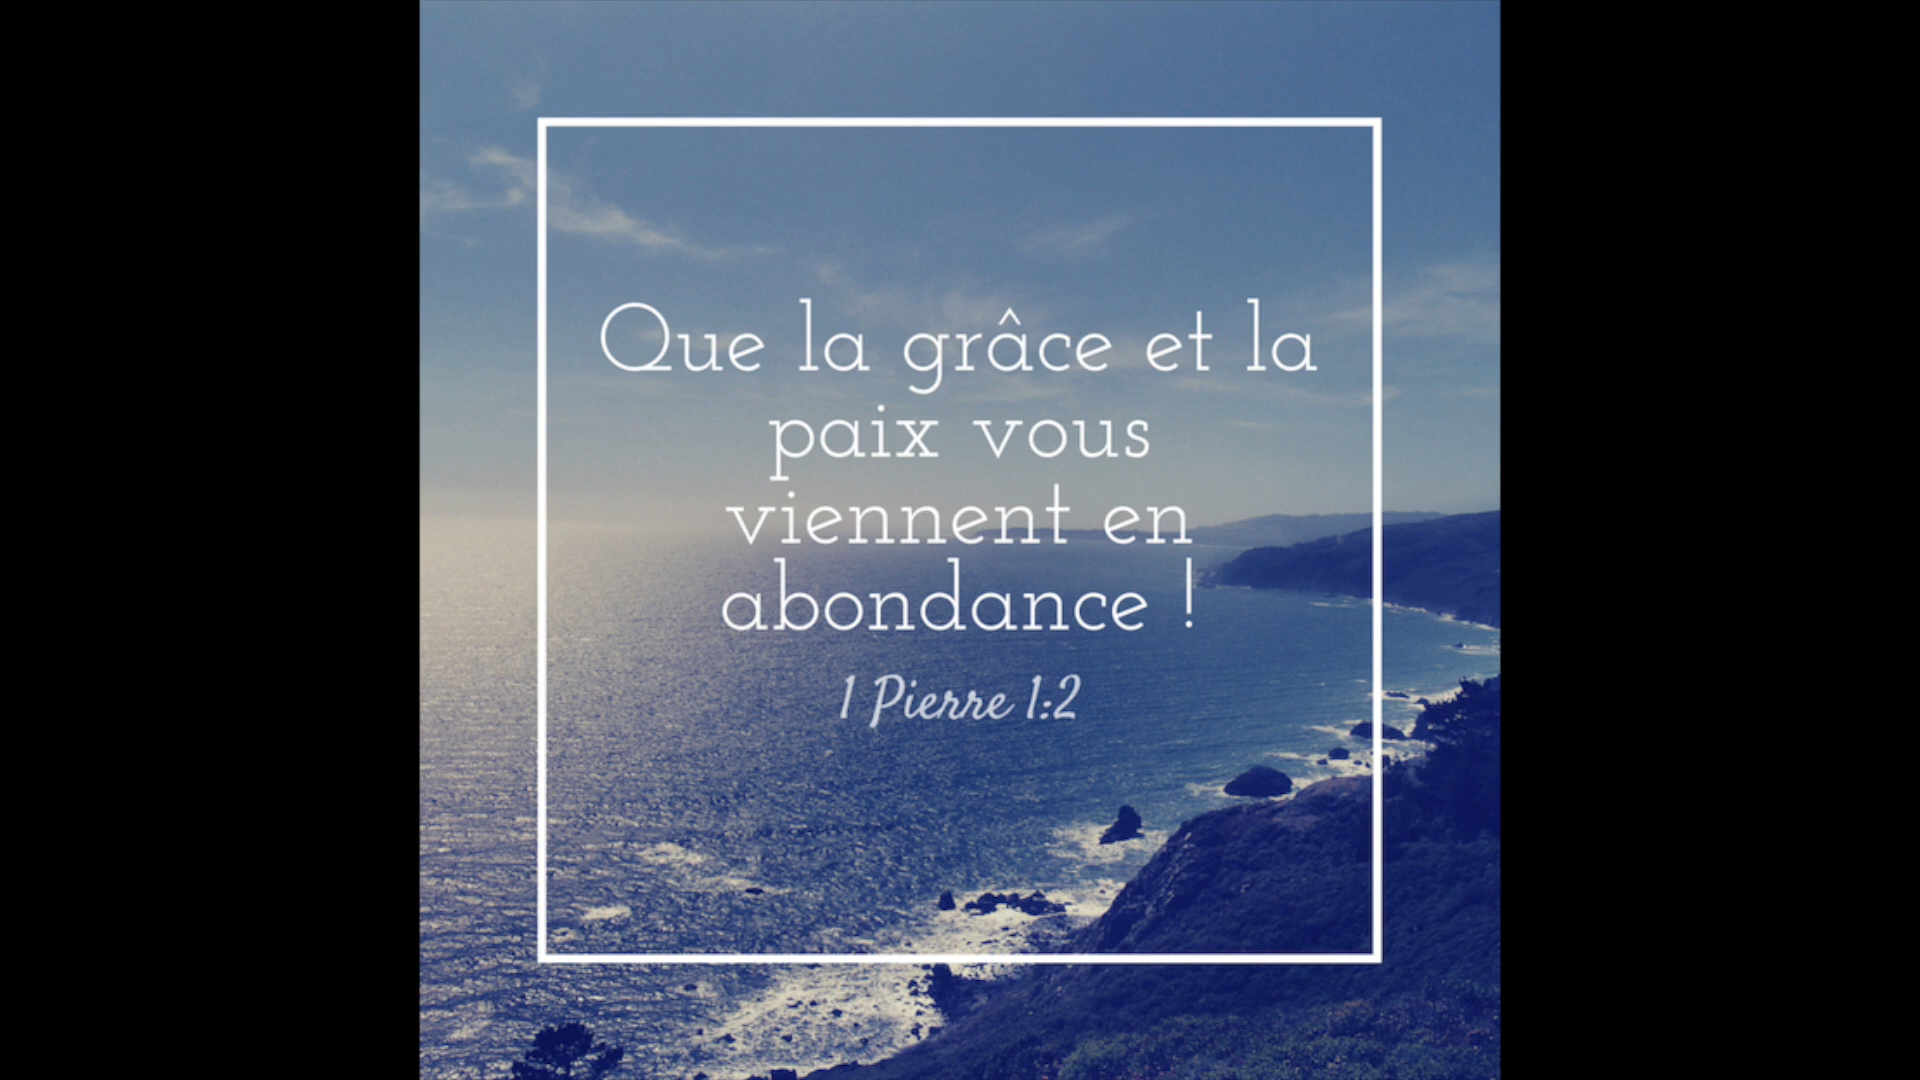 Que la grâce et la
paix vous
viennent en
abondance !
1 Pierre 1:2